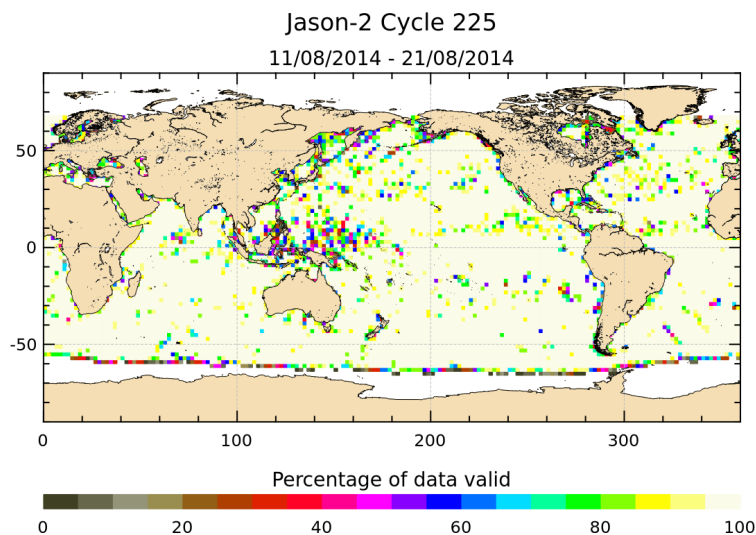 Jason-2 Cycle 225
11/08/2014 - 21/08/2014
50
0
-50
0 100 200 300
Percentage of data valid
0 20 40 60 80 100